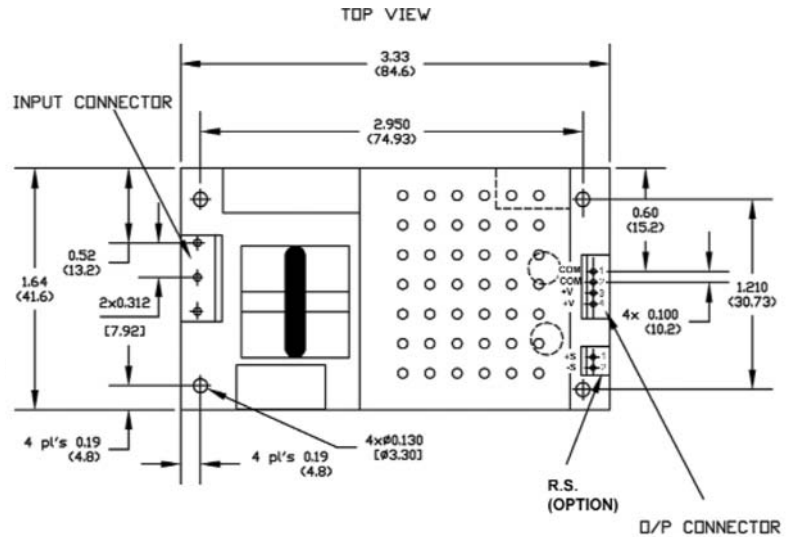 TOP VIEW
3.33
(84.6)
INPUT CONNECTOR
2.950
(74.93)
0.52
(13.2)
0.60
(15.2)
1.64
(41.6)
2x0.312
[7.92]
COM 1
COM 2
+V 3
+V 4
1.210
(30.73)
4x 0.100
(10.2)
+S 1
-S 2
4 pl's 0.19
(4.8)
4 pl's 0.19
(4.8)
4xø0.130
[ø3.30]
R.S.
(OPTION)
O/P CONNECTOR